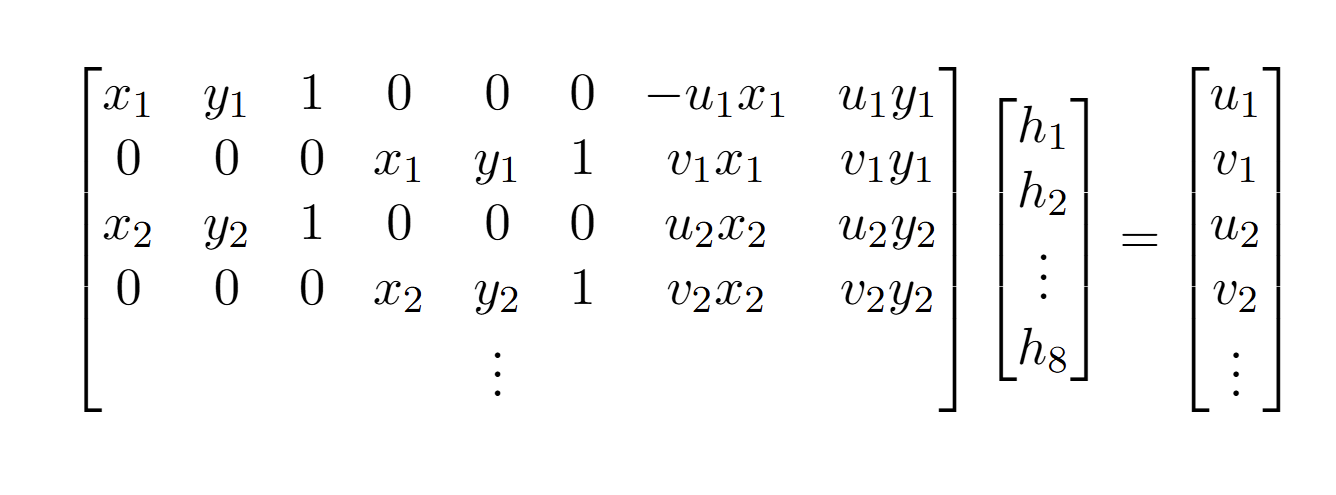 x₁ y₁ 1 0 0 0 −u₁x₁ u₁y₁
0 0 0 x₁ y₁ 1 v₁x₁ v₁y₁
x₂ y₂ 1 0 0 0 u₂x₂ u₂y₂
0 0 0 x₂ y₂ 1 v₂x₂ v₂y₂
⋮
h₁
h₂
⋮
h₈
=
u₁
v₁
u₂
v₂
⋮